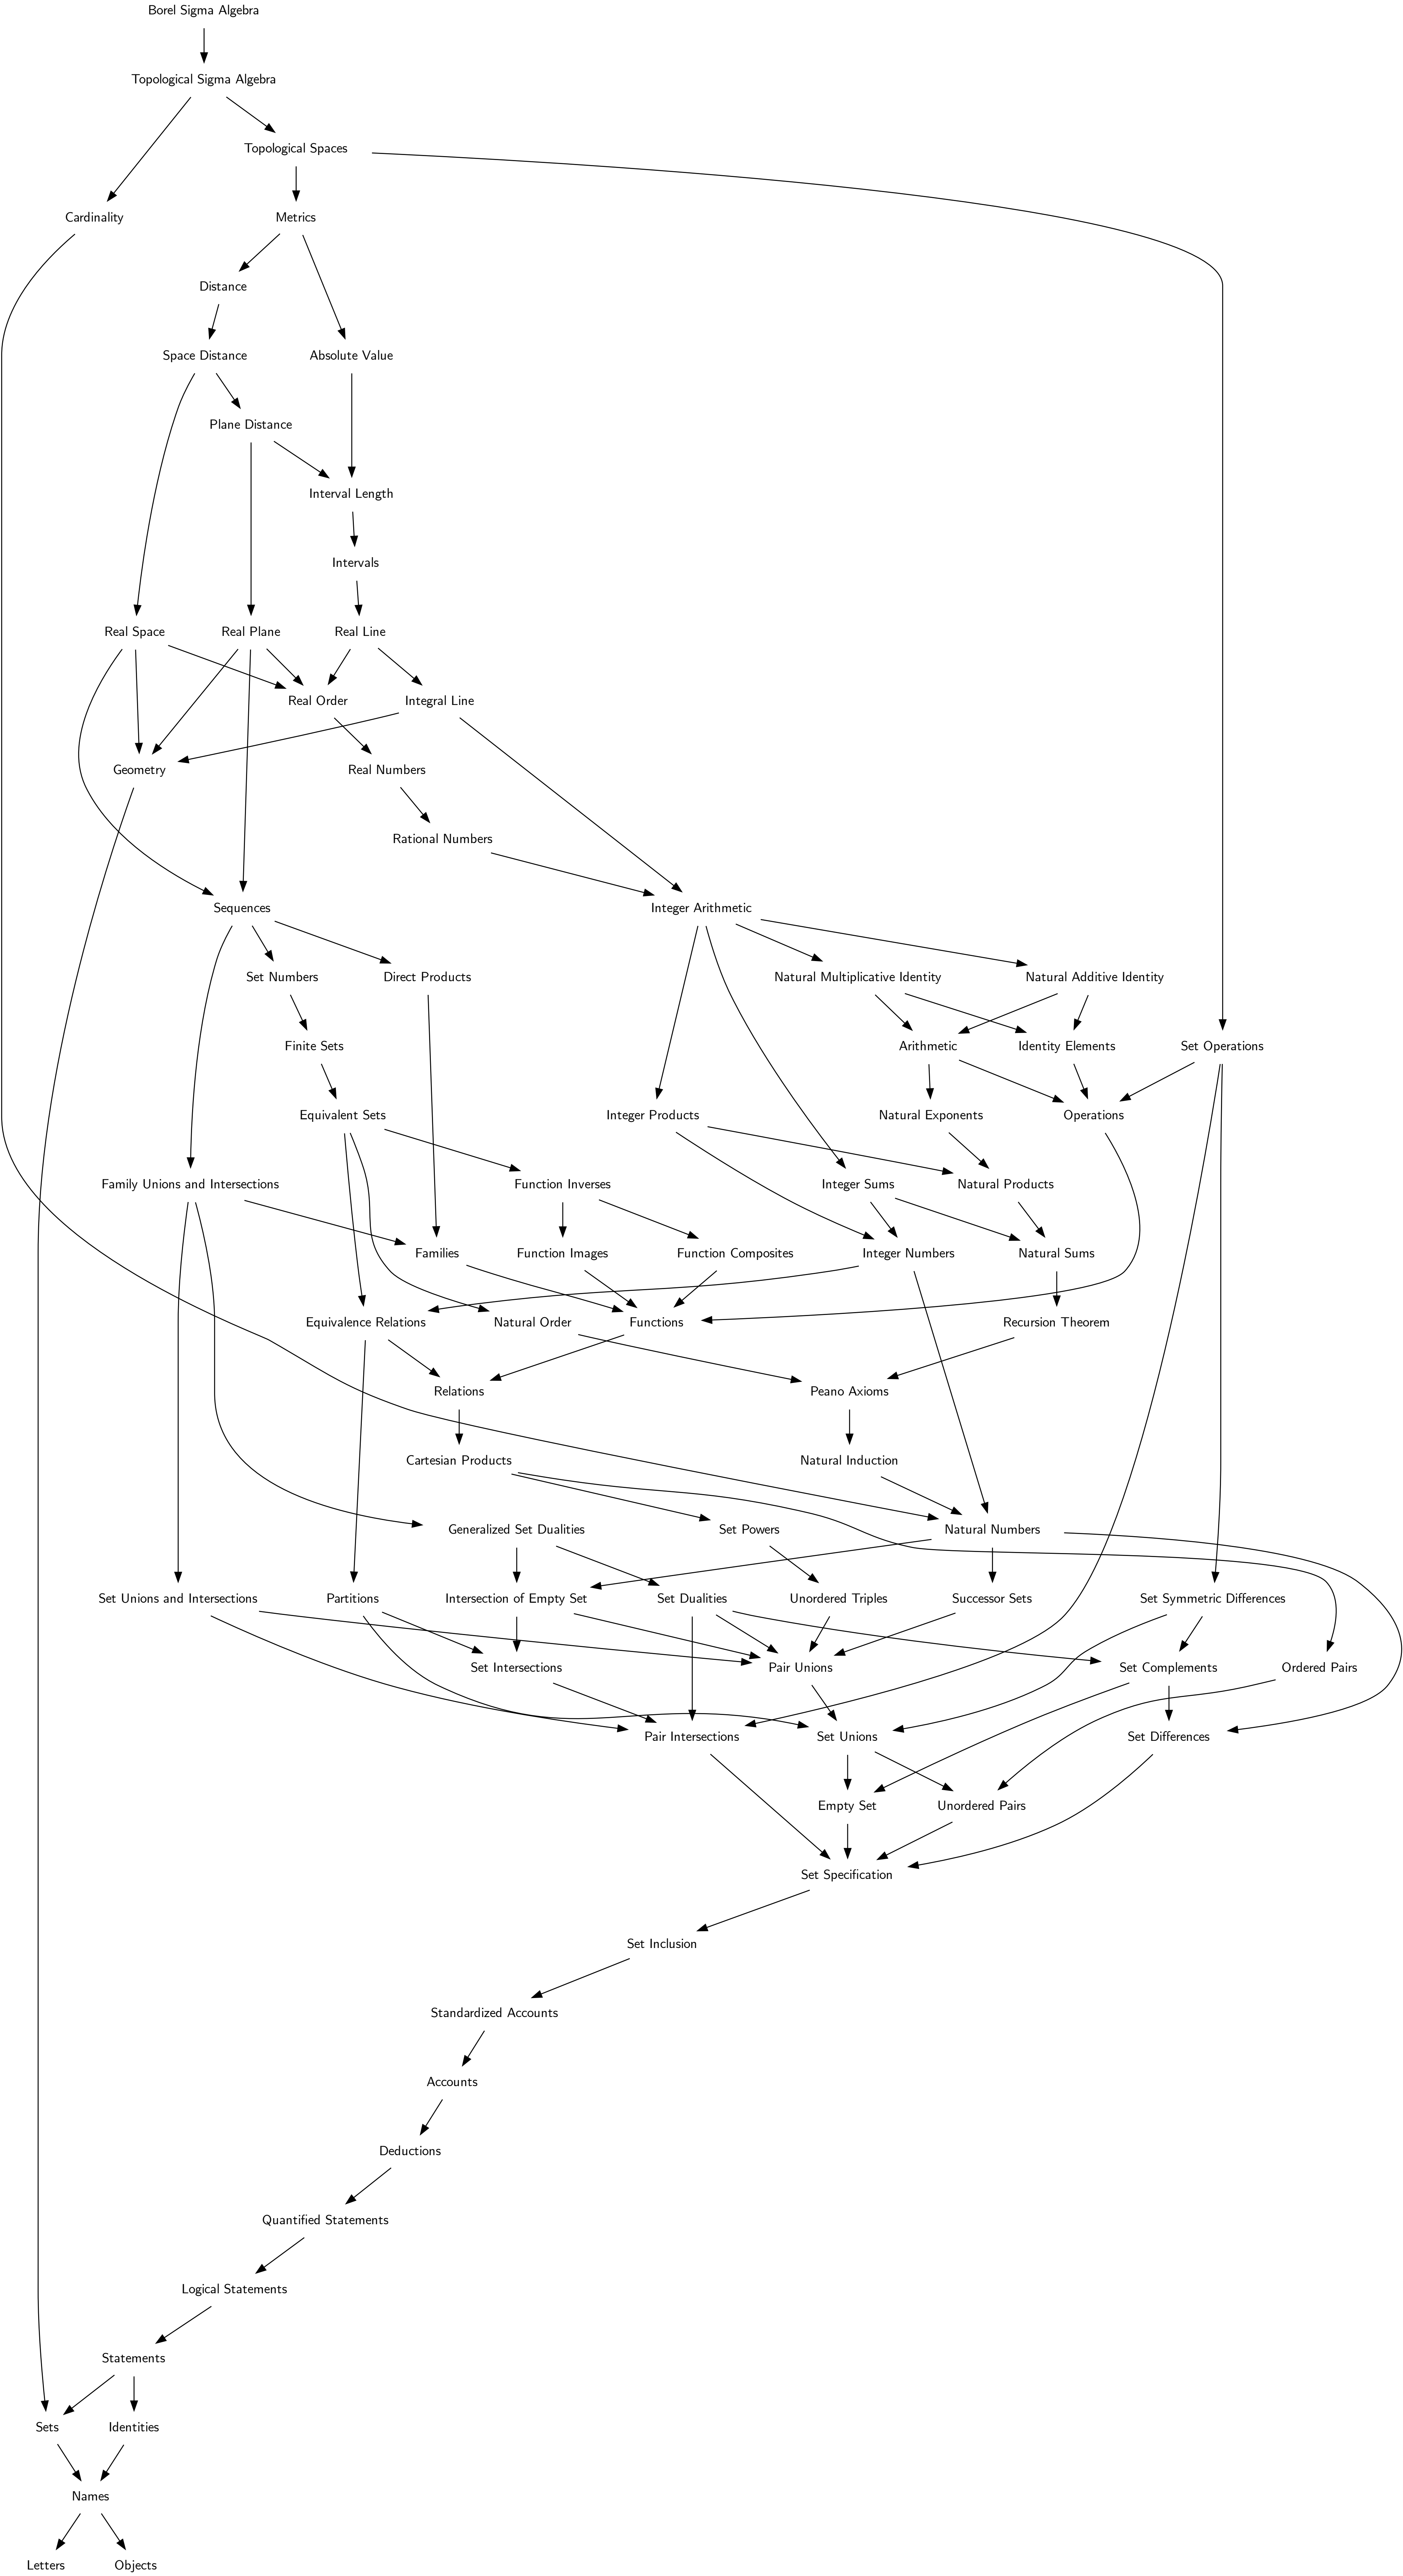 Borel Sigma Algebra
Topological Sigma Algebra
Topological Spaces
Cardinality
Metrics
Distance
Space Distance
Absolute Value
Plane Distance
Interval Length
Intervals
Real Space
Real Plane
Real Line
Real Order
Integral Line
Geometry
Real Numbers
Rational Numbers
Sequences
Integer Arithmetic
Set Numbers
Direct Products
Natural Multiplicative Identity
Natural Additive Identity
Finite Sets
Arithmetic
Identity Elements
Set Operations
Equivalent Sets
Integer Products
Natural Exponents
Operations
Family Unions and Intersections
Function Inverses
Integer Sums
Natural Products
Families
Function Images
Function Composites
Integer Numbers
Natural Sums
Equivalence Relations
Natural Order
Functions
Recursion Theorem
Relations
Peano Axioms
Cartesian Products
Natural Induction
Generalized Set Dualities
Set Powers
Natural Numbers
Set Unions and Intersections
Partitions
Intersection of Empty Set
Set Dualities
Unordered Triples
Successor Sets
Set Symmetric Differences
Set Intersections
Pair Unions
Set Complements
Ordered Pairs
Pair Intersections
Set Unions
Set Differences
Empty Set
Unordered Pairs
Set Specification
Set Inclusion
Standardized Accounts
Accounts
Deductions
Quantified Statements
Logical Statements
Statements
Sets
Identities
Names
Letters
Objects